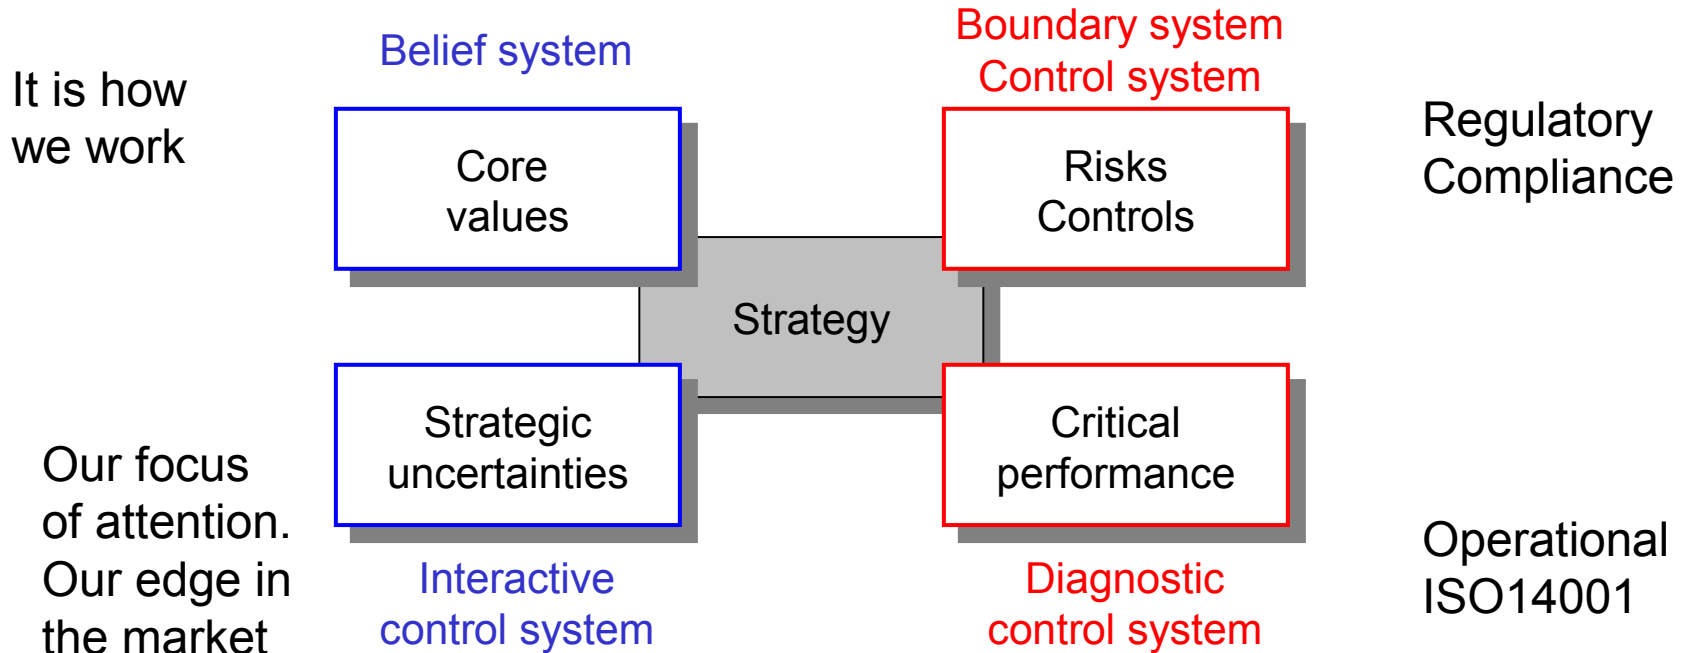 It is how
we work
Belief system
Core
values
Boundary system
Control system
Risks
Controls
Regulatory
Compliance
Strategy
Our focus
of attention.
Our edge in
the market
Strategic
uncertainties
Interactive
control system
Critical
performance
Diagnostic
control system
Operational
ISO14001